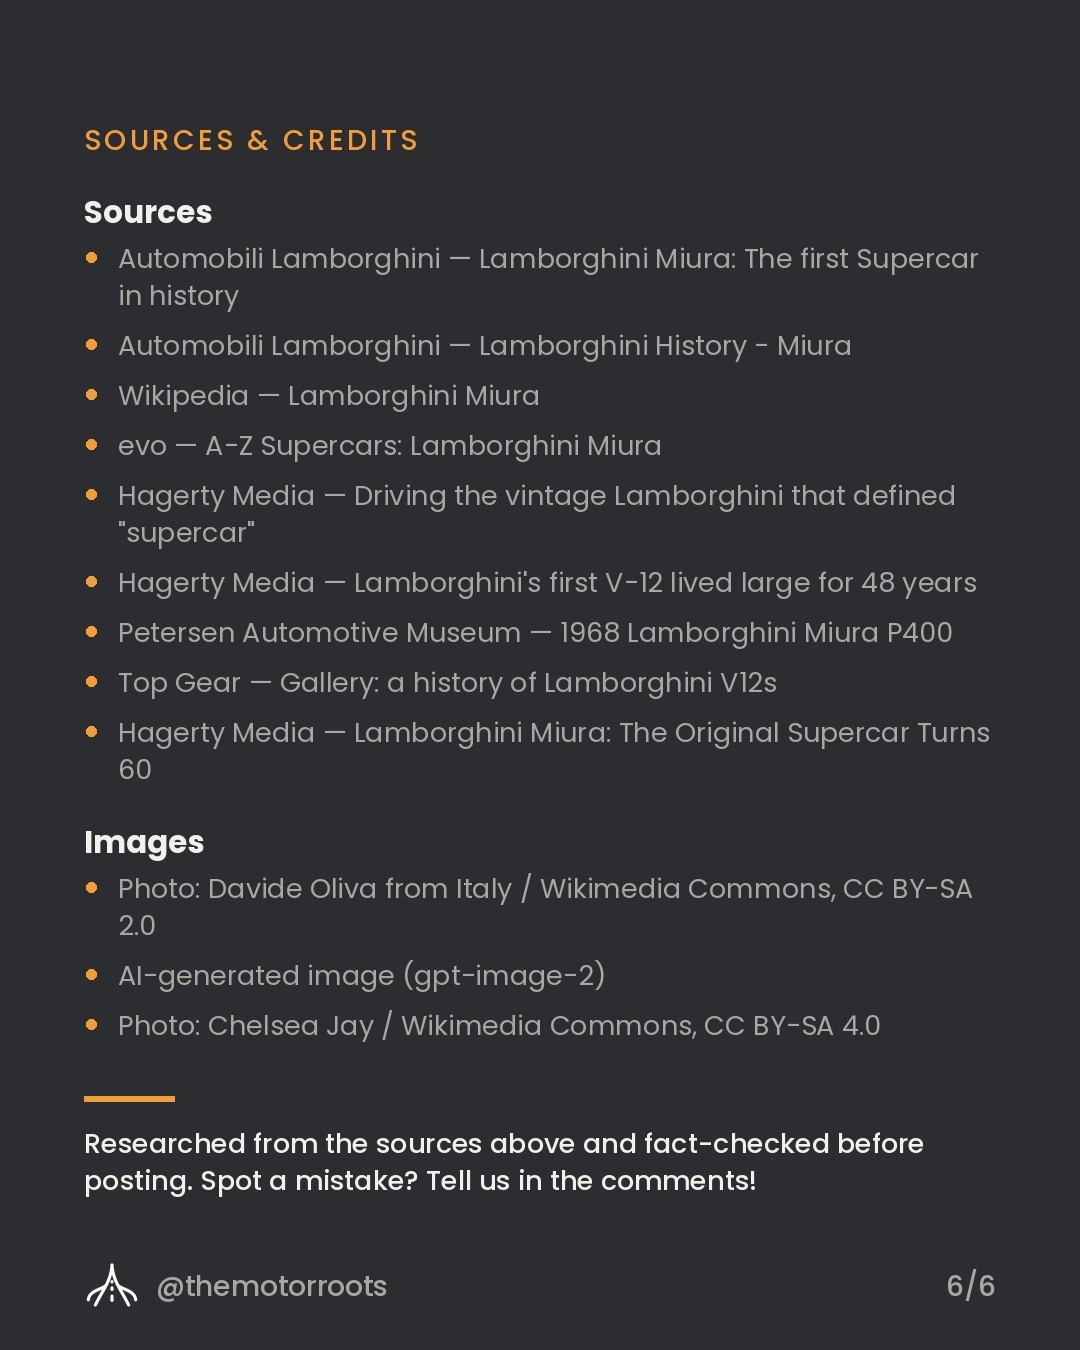 SOURCES & CREDITS
Sources
Automobili Lamborghini — Lamborghini Miura: The first Supercar
in history
Automobili Lamborghini — Lamborghini History - Miura
Wikipedia — Lamborghini Miura
evo — A-Z Supercars: Lamborghini Miura
Hagerty Media — Driving the vintage Lamborghini that defined
"supercar"
Hagerty Media — Lamborghini's first V-12 lived large for 48 years
Petersen Automotive Museum — 1968 Lamborghini Miura P400
Top Gear — Gallery: a history of Lamborghini V12s
Hagerty Media — Lamborghini Miura: The Original Supercar Turns
60
Images
Photo: Davide Oliva from Italy / Wikimedia Commons, CC BY-SA
2.0
AI-generated image (gpt-image-2)
Photo: Chelsea Jay / Wikimedia Commons, CC BY-SA 4.0
Researched from the sources above and fact-checked before
posting. Spot a mistake? Tell us in the comments!
@themotorroots
6/6